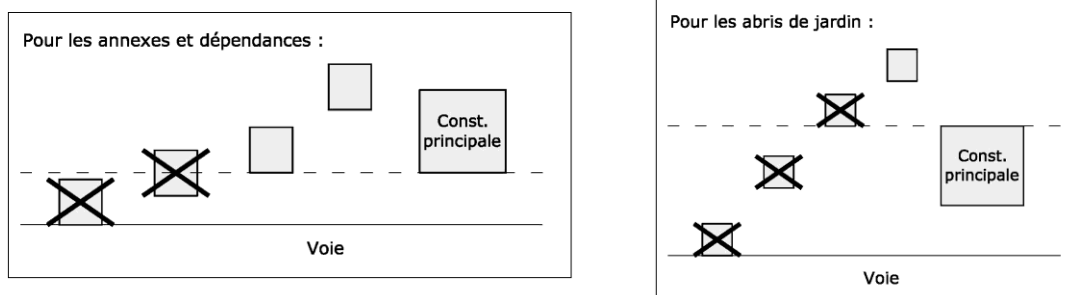 Pour les annexes et dépendances :
Const.
principale
Voie
Pour les abris de jardin :
Const.
principale
Voie